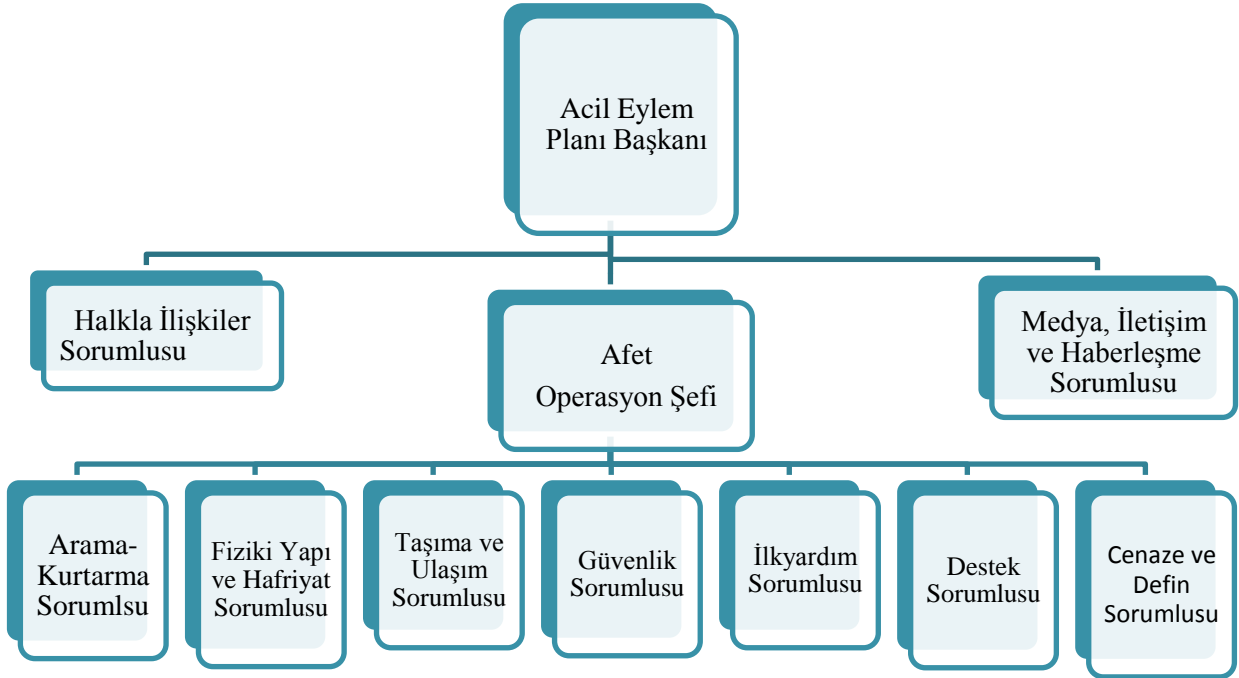 Acil Eylem
Planı Başkanı
Halkla İlişkiler
Sorumlusu
Afet
Operasyon Şefi
Medya, İletişim
ve Haberleşme
Sorumlusu
Arama-
Kurtarma
Sorumlsu
Fiziki Yapı
ve Hafriyat
Sorumlusu
Taşıma ve
Ulaşım
Sorumlusu
Güvenlik
Sorumlusu
İlkyardım
Sorumlusu
Destek
Sorumlusu
Cenaze ve
Defin
Sorumlusu